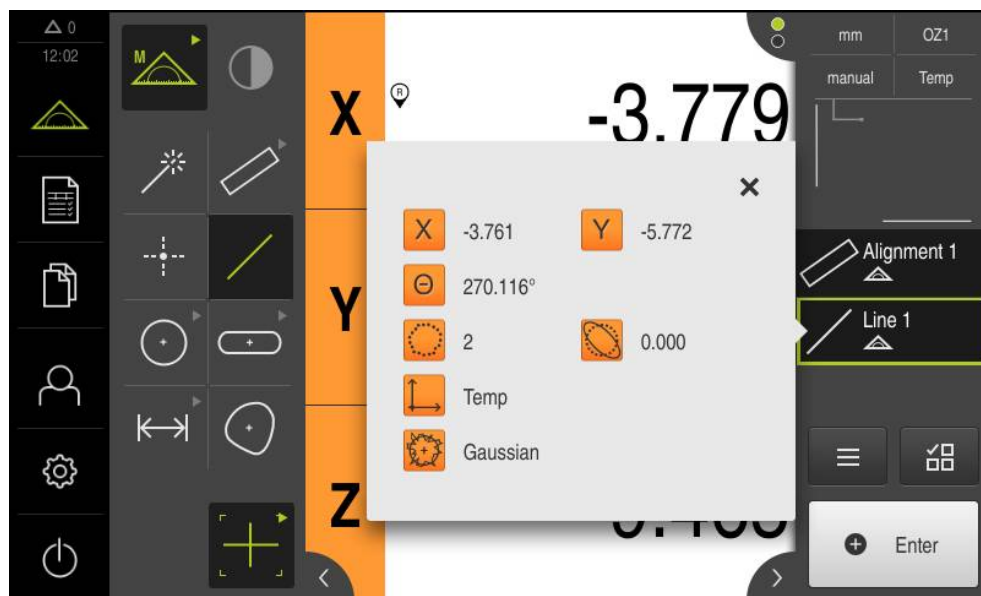 0
12:02
M
X
R
-3.779
mm
OZ1
manual
Temp
X -3.761 Y -5.772
Θ 270.116°
2 0.000
Temp
Gaussian
Y
Z
Alignment 1
Line 1
Enter